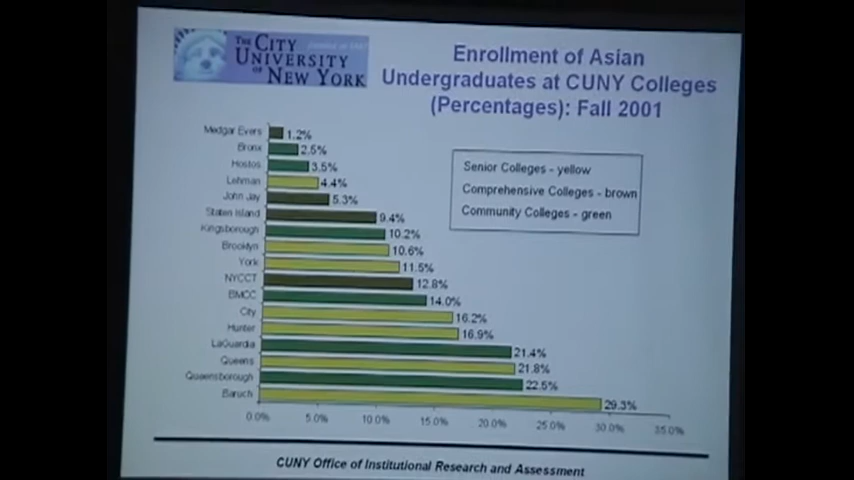 THE CITY
UNIVERSITY
OF
NEW YORK
Enrollment of Asian
Undergraduates at CUNY Colleges
(Percentages): Fall 2001
Senior Colleges - yellow
Comprehensive Colleges - brown
Community Colleges - green
Medgar Evers 1.2%
Bronx 2.5%
Hostos 3.5%
Lehman 4.4%
John Jay 5.3%
Staten Island 9.4%
Kingsborough 10.2%
Brooklyn 10.6%
York 11.5%
NYCCT 12.8%
BMCC 14.0%
City 16.2%
Hunter 16.9%
LaGuardia 21.4%
Queens 21.8%
Queensborough 22.5%
Baruch 29.3%
0.0% 5.0% 10.0% 15.0% 20.0% 25.0% 30.0% 35.0%
CUNY Office of Institutional Research and Assessment